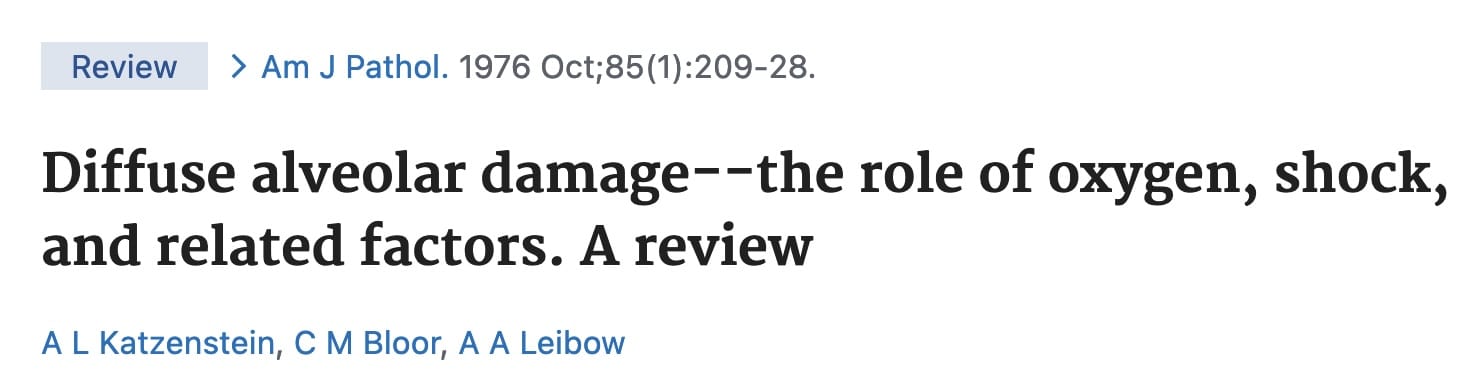 Review > Am J Pathol. 1976 Oct;85(1):209-28.
Diffuse alveolar damage--the role of oxygen, shock,
and related factors. A review
A L Katzenstein, C M Bloor, A A Leibow